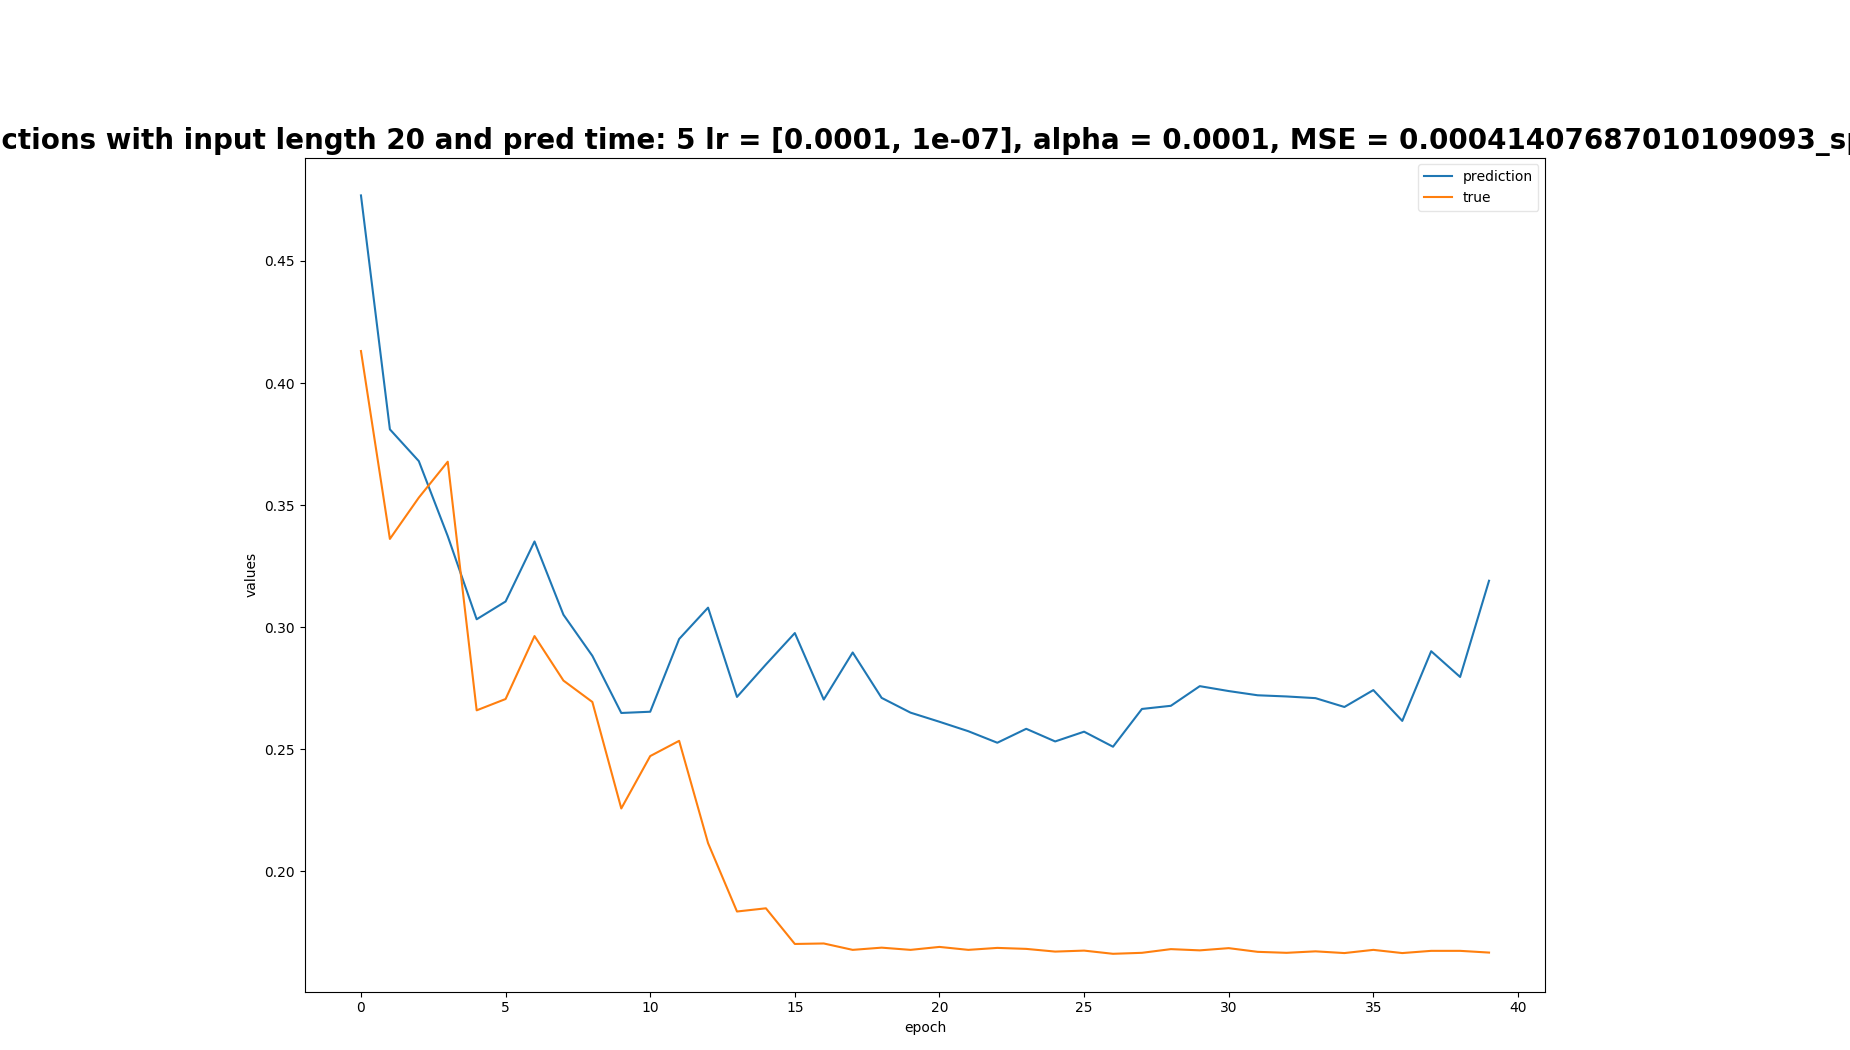 ctions with input length 20 and pred time: 5 lr = [0.0001, 1e-07], alpha = 0.0001, MSE = 0.00041407687010109093_sp
prediction
true
0.45
0.40
0.35
0.30
0.25
0.20
values
0 5 10 15 20 25 30 35 40
epoch